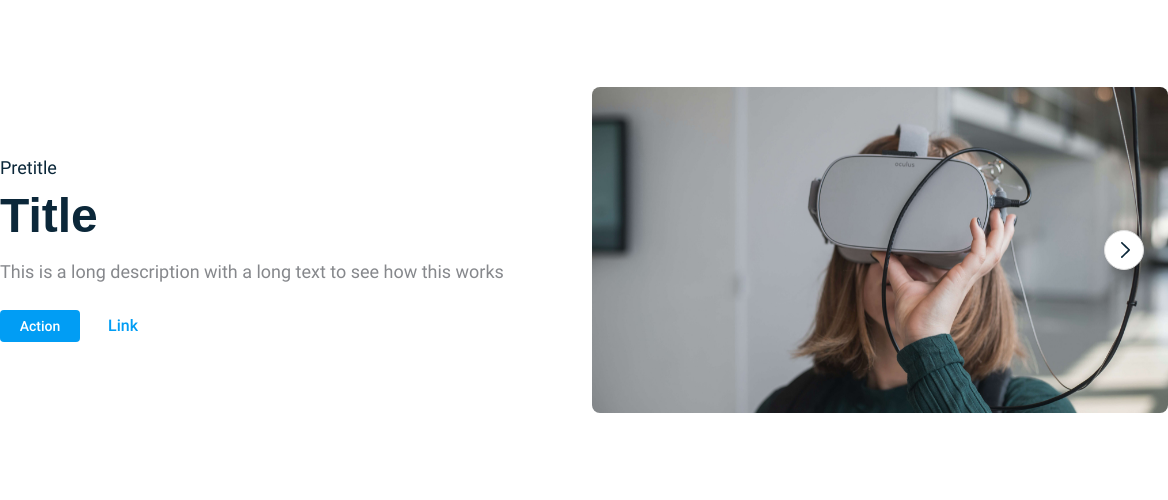 Pretitle
Title
This is a long description with a long text to see how this works
Action
Link
oculus